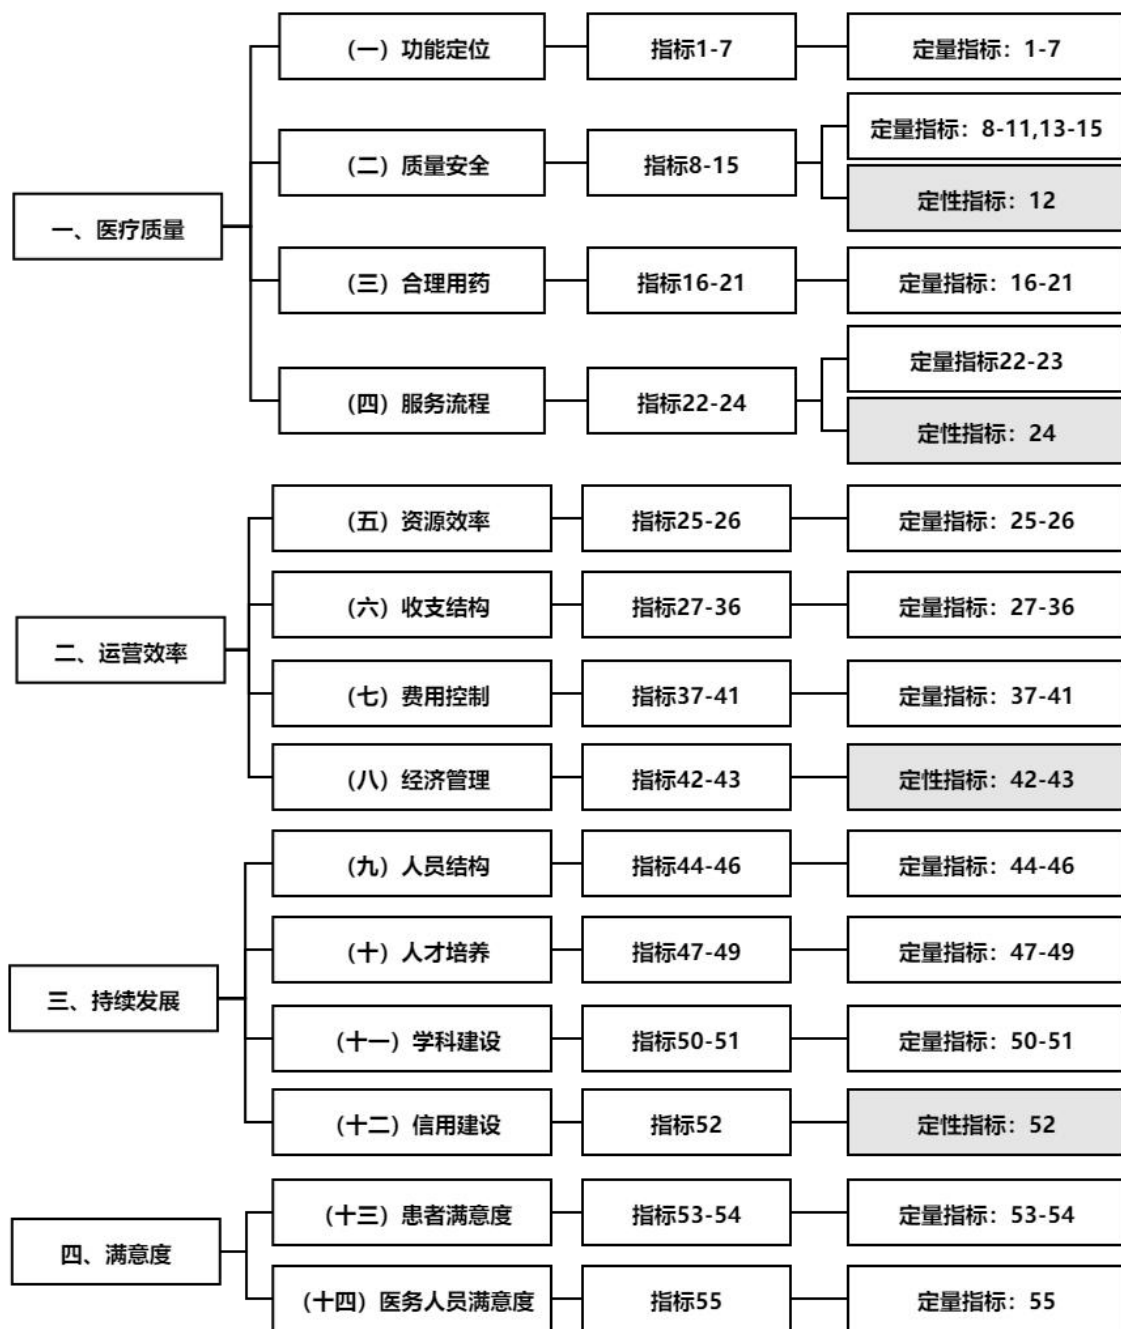 一、医疗质量
（一）功能定位
指标1-7
定量指标：1-7
（二）质量安全
指标8-15
定量指标：8-11,13-15
定性指标：12
（三）合理用药
指标16-21
定量指标：16-21
（四）服务流程
指标22-24
定量指标22-23
定性指标：24
二、运营效率
（五）资源效率
指标25-26
定量指标：25-26
（六）收支结构
指标27-36
定量指标：27-36
（七）费用控制
指标37-41
定量指标：37-41
（八）经济管理
指标42-43
定性指标：42-43
三、持续发展
（九）人员结构
指标44-46
定量指标：44-46
（十）人才培养
指标47-49
定量指标：47-49
（十一）学科建设
指标50-51
定量指标：50-51
（十二）信用建设
指标52
定性指标：52
四、满意度
（十三）患者满意度
指标53-54
定量指标：53-54
（十四）医务人员满意度
指标55
定量指标：55